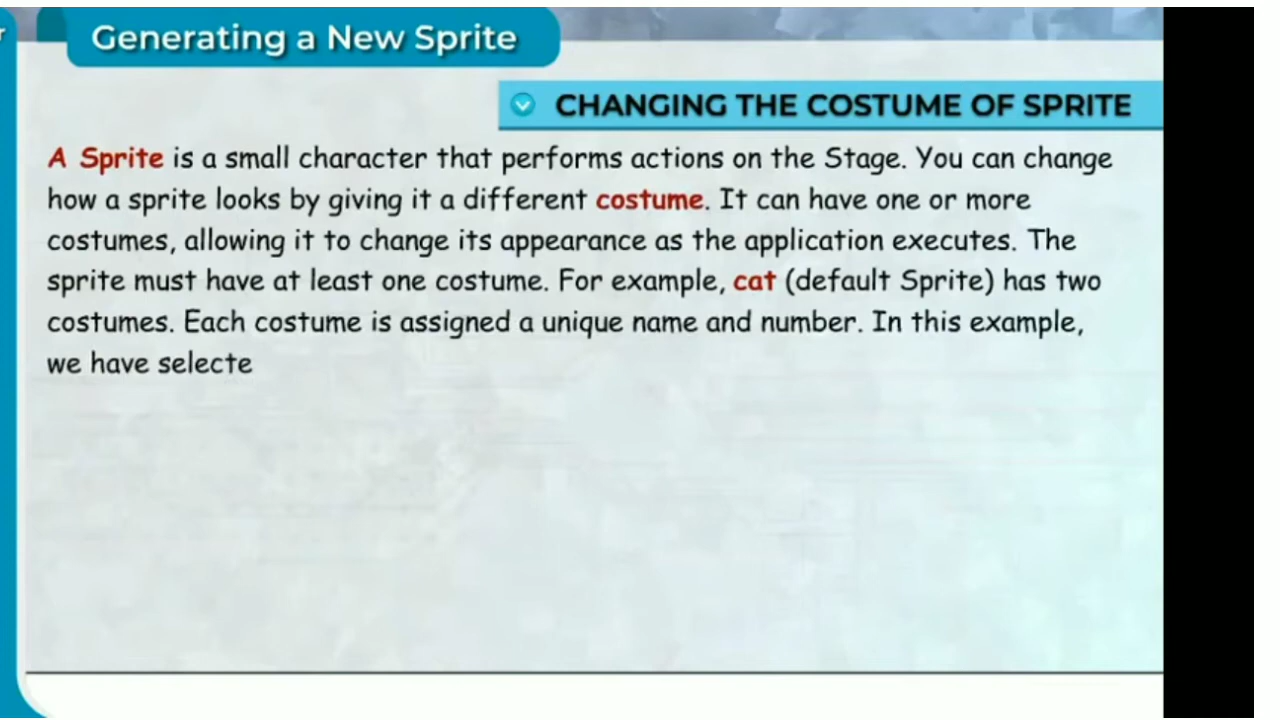 r
Generating a New Sprite
CHANGING THE COSTUME OF SPRITE
A Sprite is a small character that performs actions on the Stage. You can change
how a sprite looks by giving it a different costume. It can have one or more
costumes, allowing it to change its appearance as the application executes. The
sprite must have at least one costume. For example, cat (default Sprite) has two
costumes. Each costume is assigned a unique name and number. In this example,
we have selecte